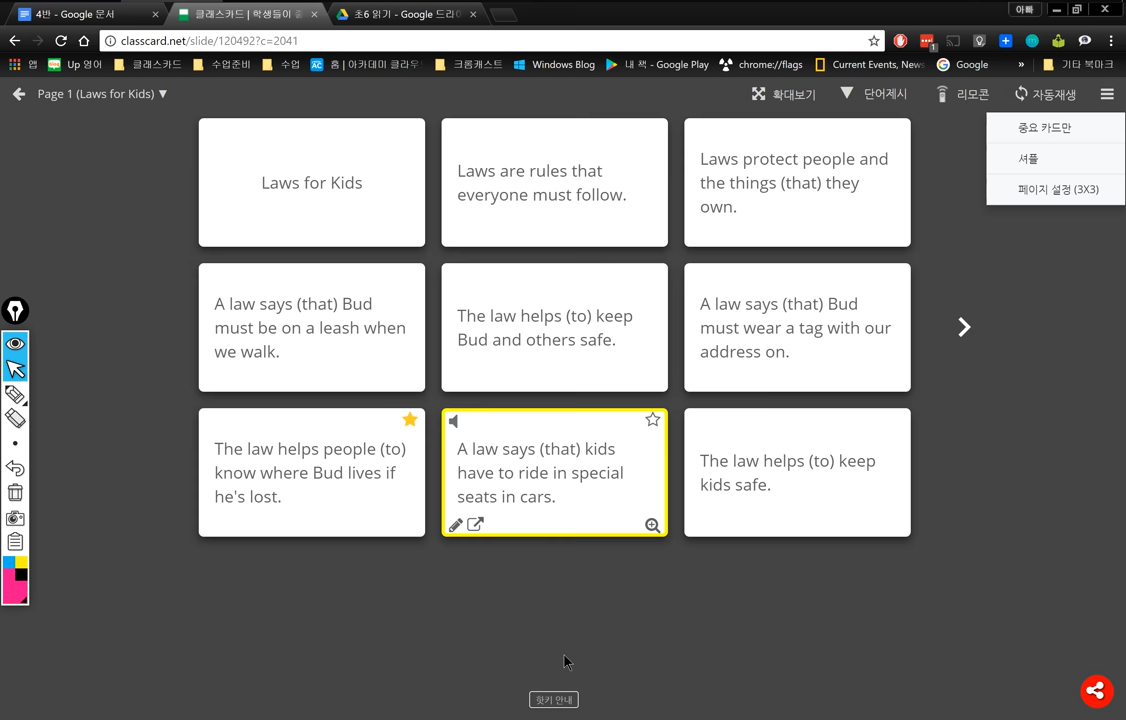 4반 - Google 문서
클래스카드 | 학생들이 좋
초6 읽기 - Google 드라이
아빠
classcard.net/slide/120492?c=2041
1
앱
Up 영어
클래스카드
수업준비
수업
홈 | 아카데미 클라우
크롬캐스트
Windows Blog
내 책 - Google Play
chrome://flags
Current Events, News
Google
»
기타 북마크
Page 1 (Laws for Kids) ▼
확대보기
단어제시
리모콘
자동재생
중요 카드만
셔플
페이지 설정 (3X3)
Laws for Kids
Laws are rules that
everyone must follow.
Laws protect people and
the things (that) they
own.
A law says (that) Bud
must be on a leash when
we walk.
The law helps (to) keep
Bud and others safe.
A law says (that) Bud
must wear a tag with our
address on.
The law helps people (to)
know where Bud lives if
he's lost.
A law says (that) kids
have to ride in special
seats in cars.
The law helps (to) keep
kids safe.
핫키 안내